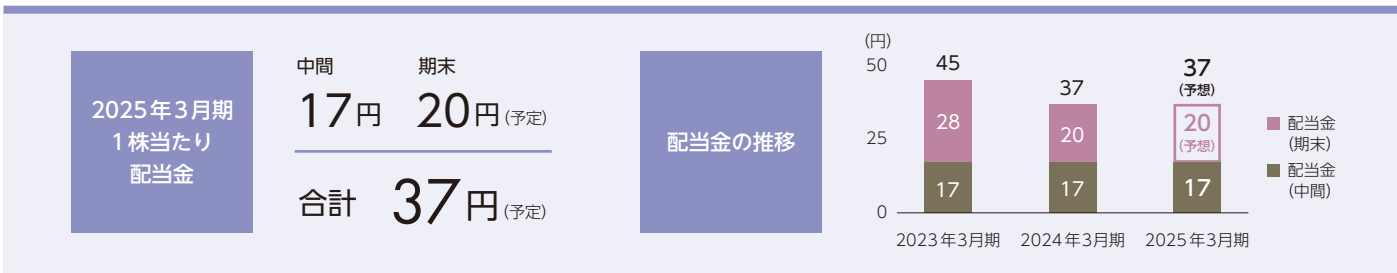 2025年3月期
1株当たり
配当金
中間 期末
17円 20円(予定)
合計 37円(予定)
配当金の推移
(円)
50
25
0
45
28
17
37
20
17
37
(予想)
20
(予想)
17
2023年3月期 2024年3月期 2025年3月期
配当金
(期末)
配当金
(中間)